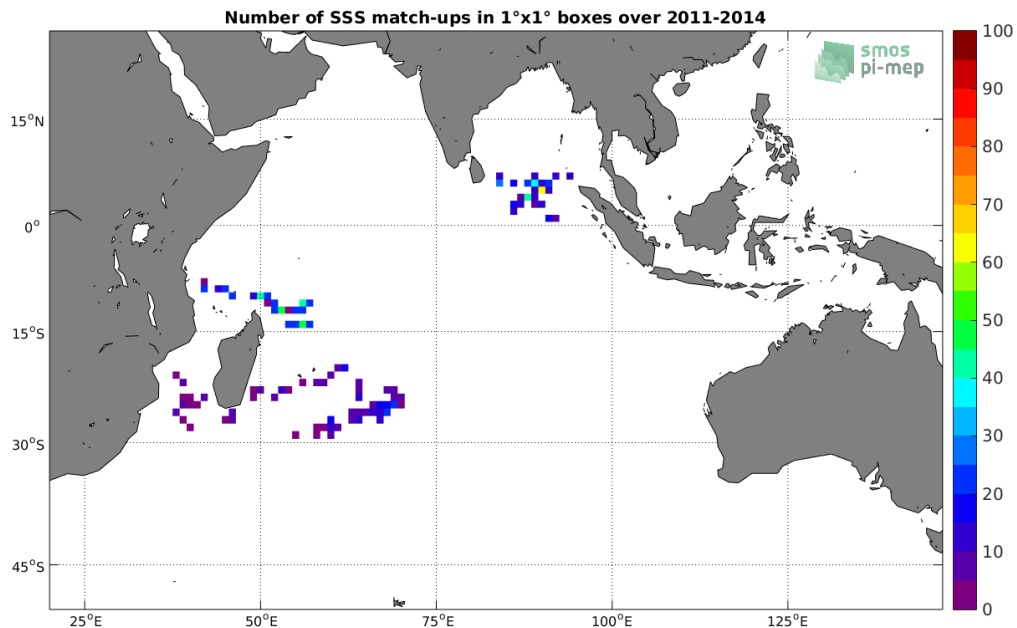 Number of SSS match-ups in 1°x1° boxes over 2011-2014
smos
pi-mep
15°N
0°
15°S
30°S
45°S
25°E
50°E
75°E
100°E
125°E
100
90
80
70
60
50
40
30
20
10
0